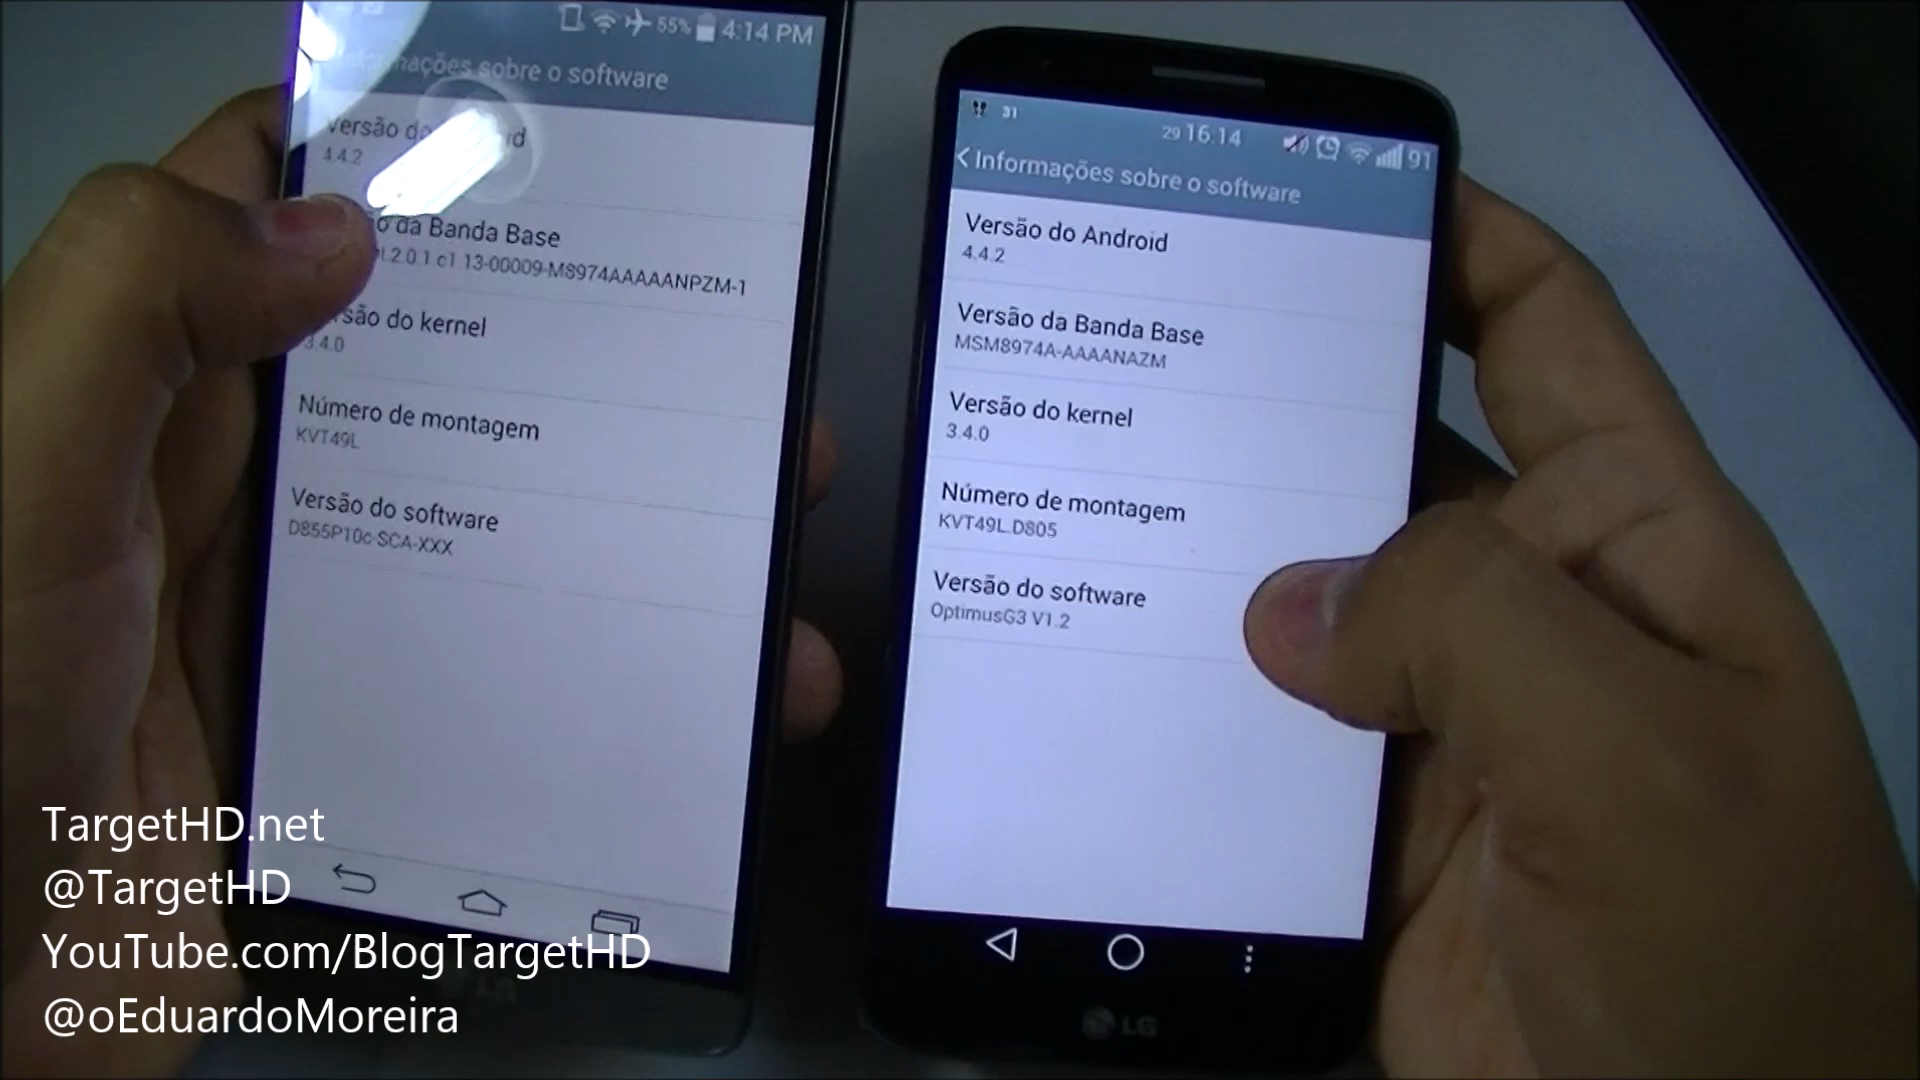 55% 4:14 PM
mações sobre o software
Versão do
4.4.2
o da Banda Base
L2.0.1.c1.13-00009-M8974AAAAANPZM-1
são do kernel
3.4.0
Número de montagem
KVT49L
Versão do software
D855P10c-SCA-XXX
LG
31
29 16.14
91
Informações sobre o software
Versão do Android
4.4.2
Versão da Banda Base
MSM8974A-AAAANAZM
Versão do kernel
3.4.0
Número de montagem
KVT49L.D805
Versão do software
OptimusG3 V1.2
LG
TargetHD.net
@TargetHD
YouTube.com/BlogTargetHD
@oEduardoMoreira